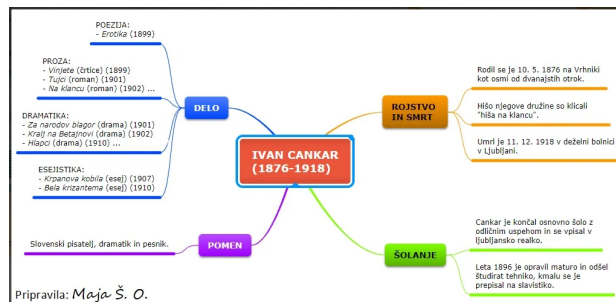 POEZIJA:
- Erotika (1899)
PROZA:
- Vinjete (črtice) (1899)
- Tujci (roman) (1901)
- Na klancu (roman) (1902) ...
DRAMATIKA:
- Za narodov blagor (drama) (1901)
- Kralj na Betajnovi (drama) (1902)
- Hlapci (drama) (1910) ...
ESEJISTIKA:
- Krpanova kobila (esej) (1907)
- Bela krizantema (esej) (1910)
DELO
IVAN CANKAR
(1876-1918)
ROJSTVO
IN SMRT
Rodil se je 10. 5. 1876 na Vrhniki
kot osmi od dvanajstih otrok.
Hišo njegove družine so klicali
"hiša na klancu".
Umrl je 11. 12. 1918 v deželni bolnici
v Ljubljani.
POMEN
Slovenski pisatelj, dramatik in pesnik.
ŠOLANJE
Cankar je končal osnovno šolo z
odličnim uspehom in se vpisal v
ljubljansko realko.
Leta 1896 je opravil maturo in odšel
študirat tehniko, kmalu se je
prepisal na slavistiko.
Pripravila: Maja Š. O.